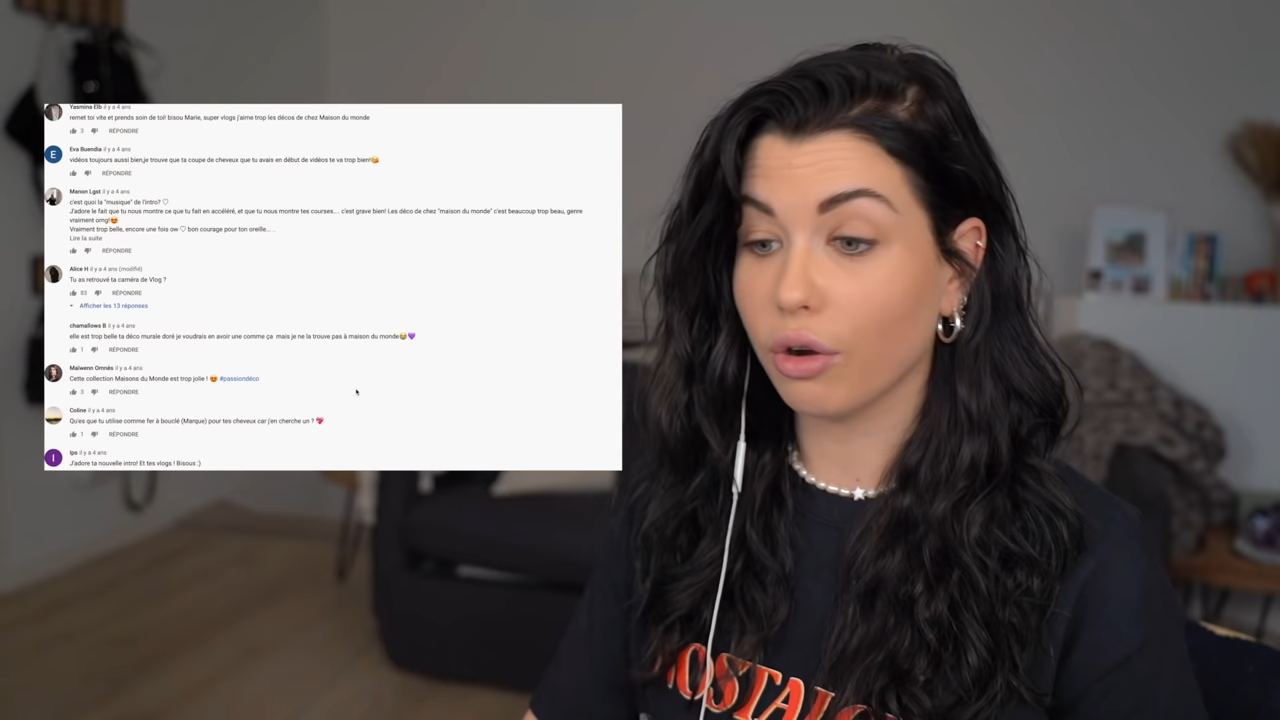 Yasmina Elb il y a 4 ans
remet toi vite et prends soin de toi! bisou Marie, super vlogs j'aime trop les décos de chez Maison du monde
3 RÉPONDRE
E
Eva Buendia il y a 4 ans
vidéos toujours aussi bien,je trouve que ta coupe de cheveux que tu avais en début de vidéos te va trop bien!😋
RÉPONDRE
Manon Lgst il y a 4 ans
c'est quoi la "musique" de l'intro? ♡
J'adore le fait que tu nous montre ce que tu fait en accéléré, et que tu nous montre tes courses.... c'est grave bien! Les déco de chez "maison du monde" c'est beaucoup trop beau, genre
vraiment omg!😍
Vraiment trop belle, encore une fois ow ♡ bon courage pour ton oreille... ..
Lire la suite
RÉPONDRE
Alice H il y a 4 ans (modifié)
Tu as retrouvé ta caméra de Vlog ?
83 RÉPONDRE
Afficher les 13 réponses
chamallows B il y a 4 ans
elle est trop belle ta déco murale doré je voudrais en avoir une comme ça mais je ne la trouve pas à maison du monde😂💜
1 RÉPONDRE
Maïwenn Omnès il y a 4 ans
Cette collection Maisons du Monde est trop jolie ! 😍 #passiondéco
3 RÉPONDRE
Coline il y a 4 ans
Qu'es que tu utilise comme fer à bouclé (Marque) pour tes cheveux car j'en cherche un ? 💖
1 RÉPONDRE
I
Ips il y a 4 ans
J'adore ta nouvelle intro! Et tes vlogs ! Bisous :)